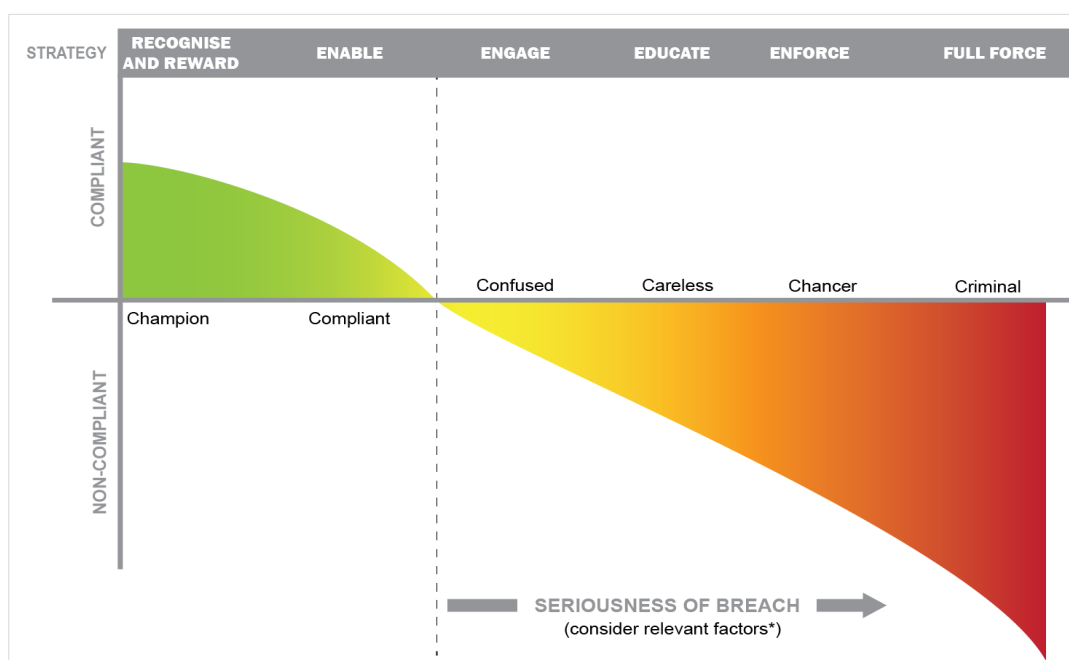 STRATEGY
RECOGNISE
AND REWARD
ENABLE
ENGAGE
EDUCATE
ENFORCE
FULL FORCE
COMPLIANT
Confused
Careless
Chancer
Criminal
Champion
Compliant
NON-COMPLIANT
SERIOUSNESS OF BREACH
(consider relevant factors*)